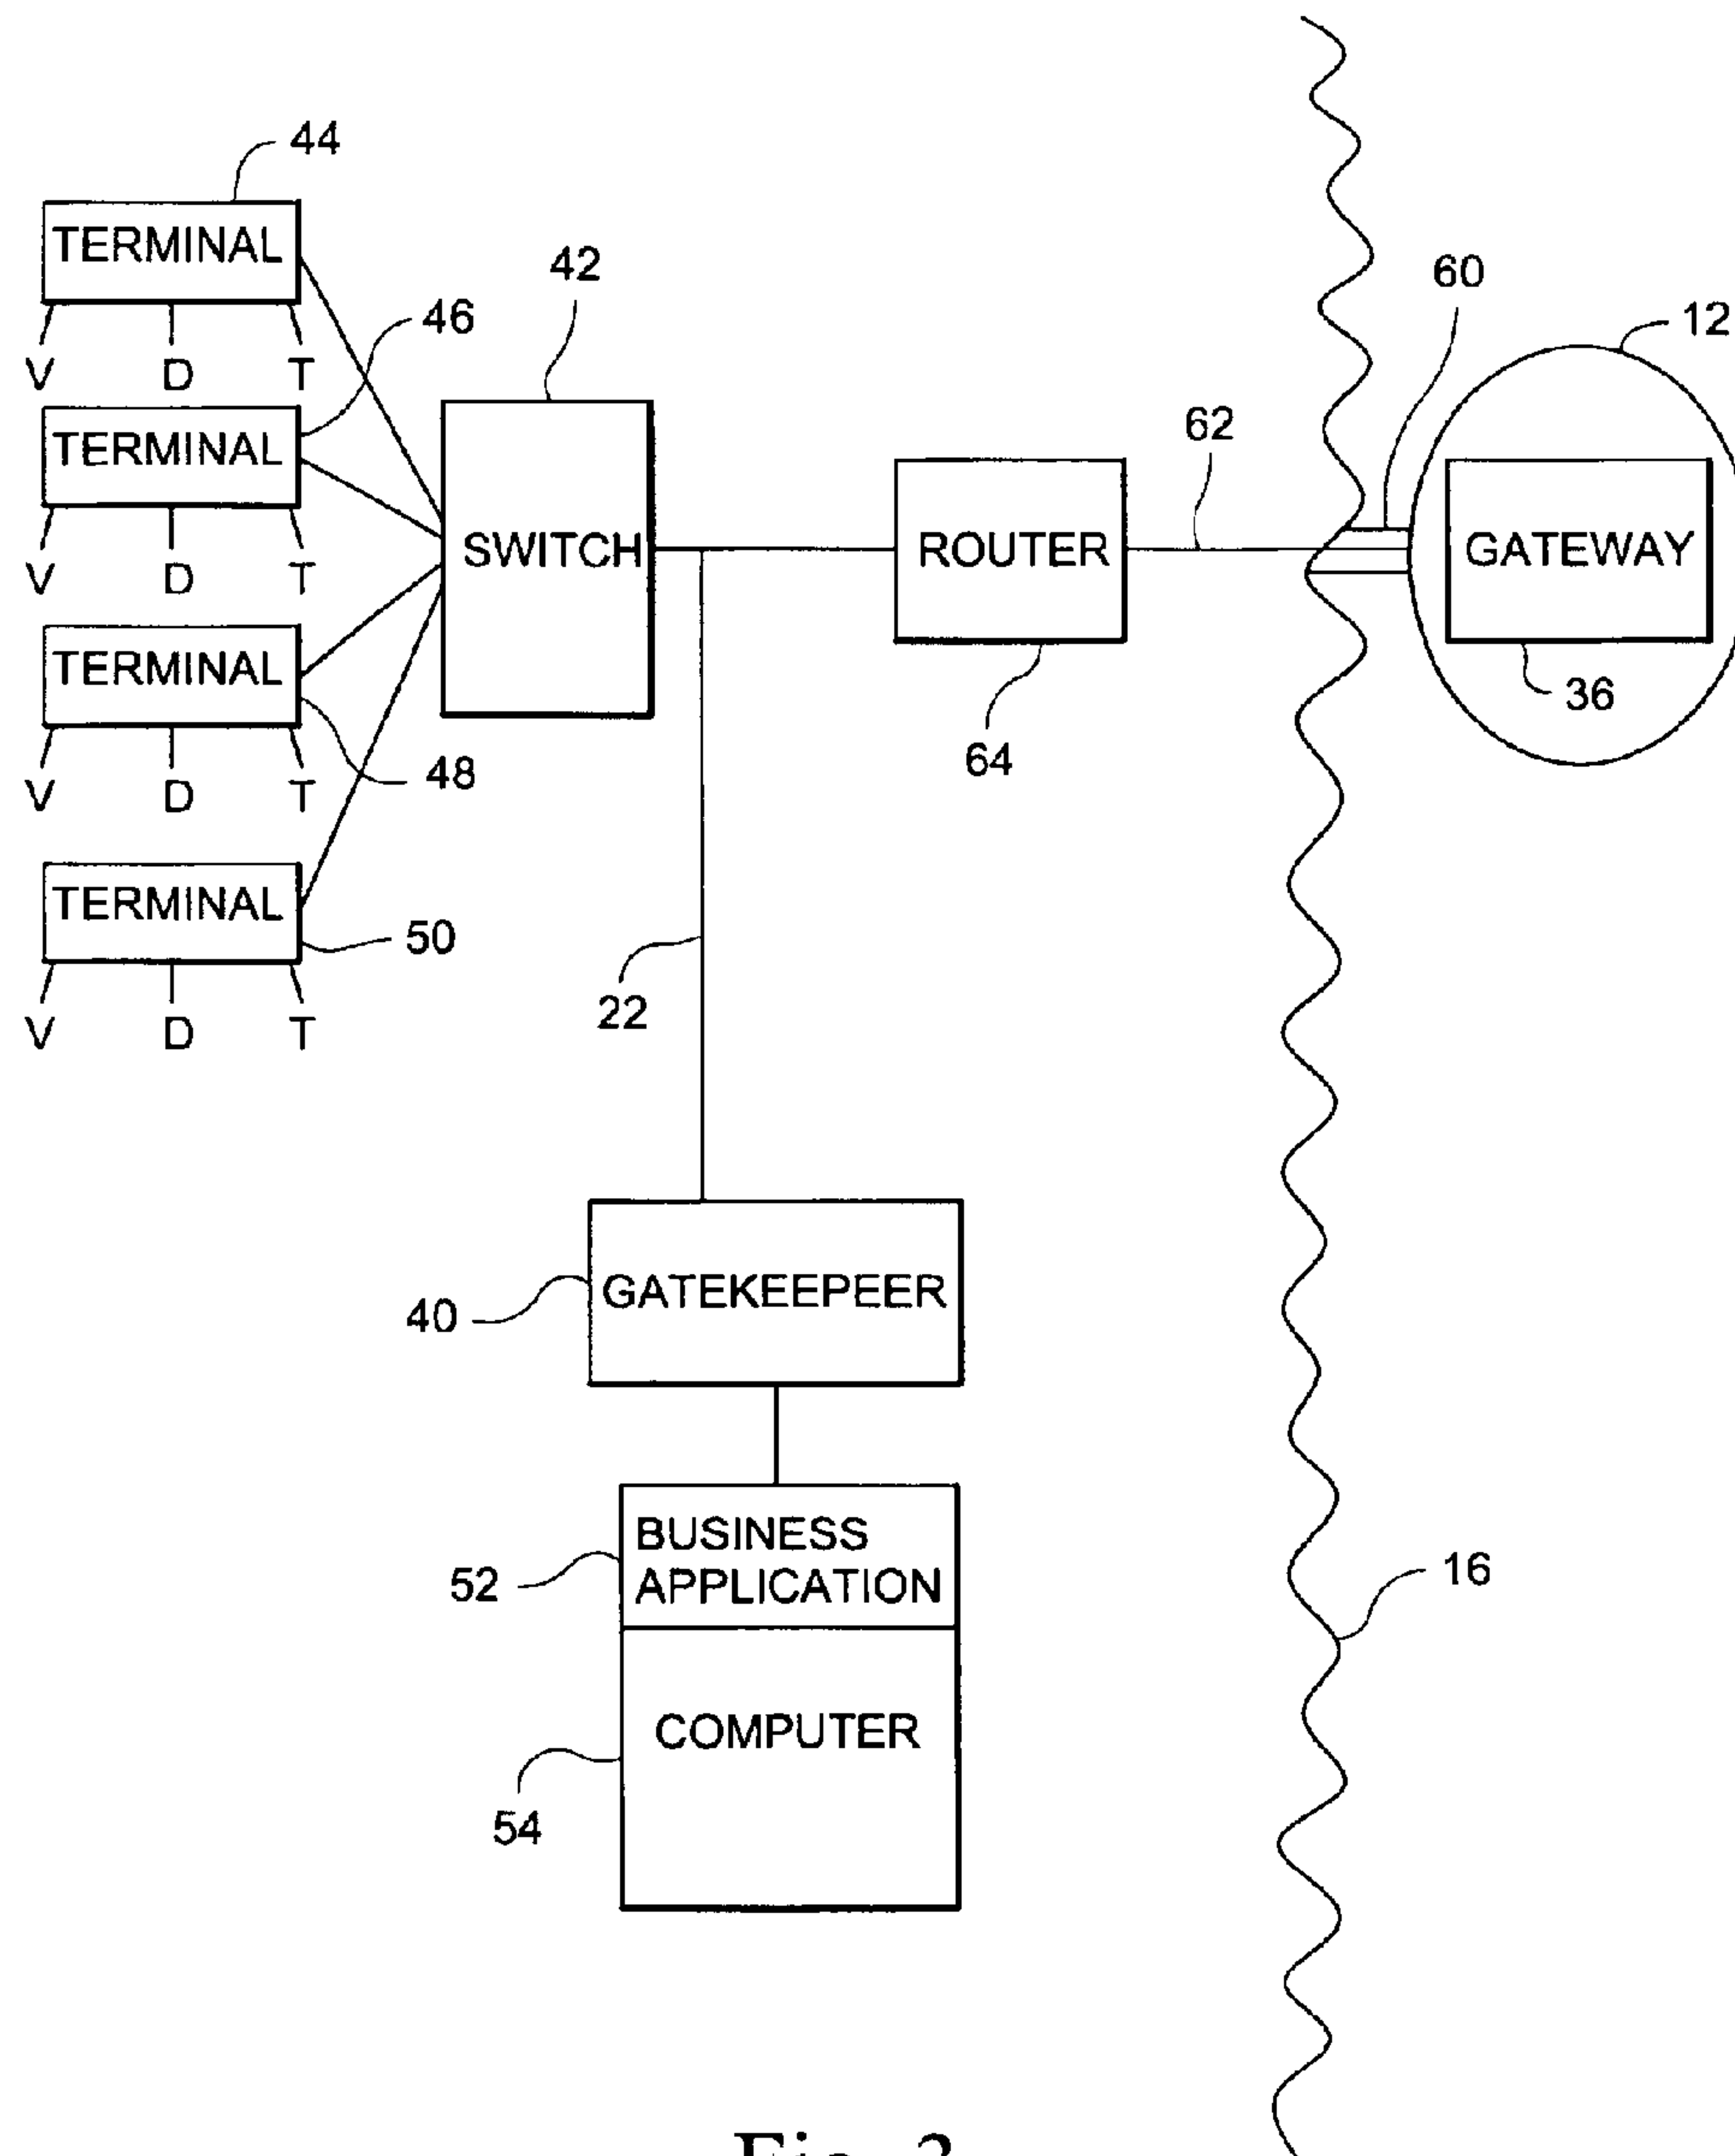 44
TERMINAL
V D T
46
TERMINAL
V D T
TERMINAL
48
V D T
TERMINAL
50
V D T
42
SWITCH
62
ROUTER
64
60
12
GATEWAY
36
22
GATEKEEPEER
40
BUSINESS
APPLICATION
52
COMPUTER
54
16